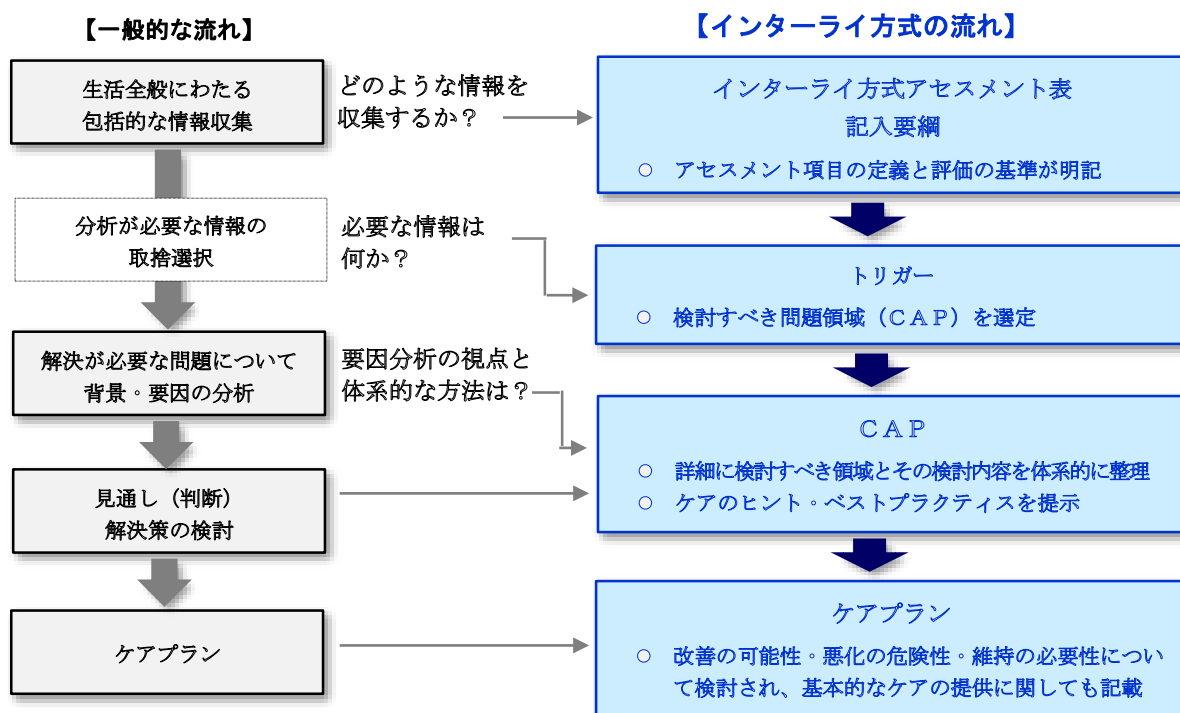 【一般的な流れ】
【インターライ方式の流れ】
生活全般にわたる
包括的な情報収集
どのような情報を
収集するか？
インターライ方式アセスメント表
記入要綱
○ アセスメント項目の定義と評価の基準が明記
分析が必要な情報の
取捨選択
必要な情報は
何か？
トリガー
○ 検討すべき問題領域（ＣＡＰ）を選定
解決が必要な問題について
背景・要因の分析
要因分析の視点と
体系的な方法は？
ＣＡＰ
○ 詳細に検討すべき領域とその検討内容を体系的に整理
○ ケアのヒント・ベストプラクティスを提示
見通し（判断）
解決策の検討
ケアプラン
ケアプラン
○ 改善の可能性・悪化の危険性・維持の必要性につい
て検討され、基本的なケアの提供に関しても記載